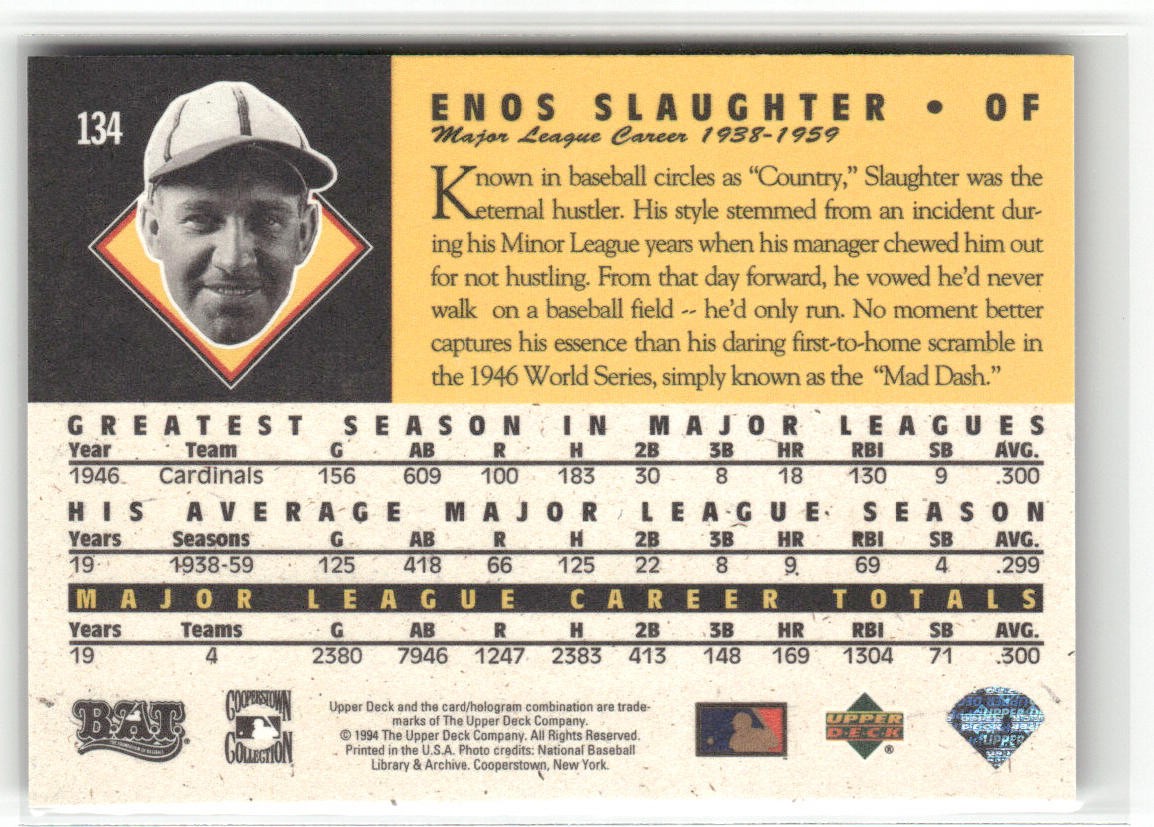 134
ENOS SLAUGHTER • OF
Major League Career 1938-1959
Known in baseball circles as “Country,” Slaughter was the
eternal hustler. His style stemmed from an incident dur-
ing his Minor League years when his manager chewed him out
for not hustling. From that day forward, he vowed he’d never
walk on a baseball field -- he’d only run. No moment better
captures his essence than his daring first-to-home scramble in
the 1946 World Series, simply known as the “Mad Dash.”
GREATEST SEASON IN MAJOR LEAGUES
Year Team G AB R H 2B 3B HR RBI SB AVG.
1946 Cardinals 156 609 100 183 30 8 18 130 9 .300
HIS AVERAGE MAJOR LEAGUE SEASON
Years Seasons G AB R H 2B 3B HR RBI SB AVG.
19 1938-59 125 418 66 125 22 8 9 69 4 .299
MAJOR LEAGUE CAREER TOTALS
Years Teams G AB R H 2B 3B HR RBI SB AVG.
19 4 2380 7946 1247 2383 413 148 169 1304 71 .300
B.A.T.
COOPERSTOWN
COLLECTION
Upper Deck and the card/hologram combination are trade-
marks of The Upper Deck Company.
© 1994 The Upper Deck Company. All Rights Reserved.
Printed in the U.S.A. Photo credits: National Baseball
Library & Archive. Cooperstown, New York.
UPPER
DECK
®
UPPER
UPPER